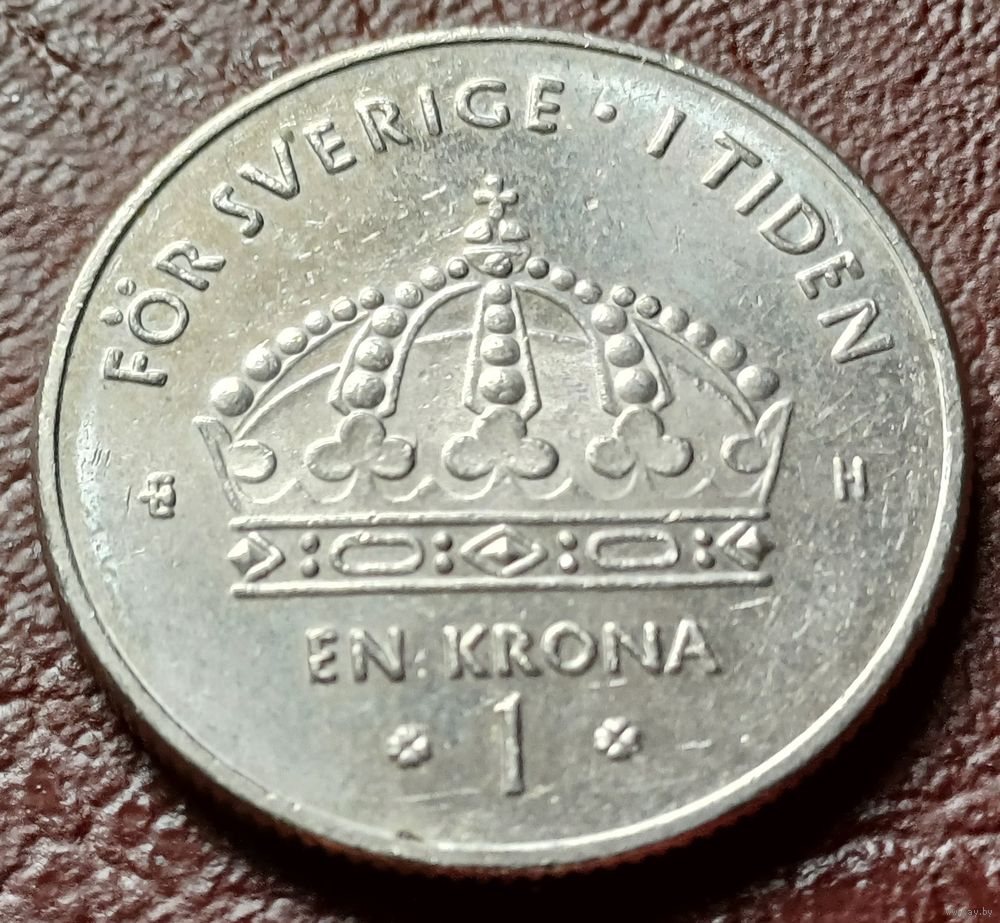 FÖR SVERIGE · I TIDEN
H
EN KRONA
1